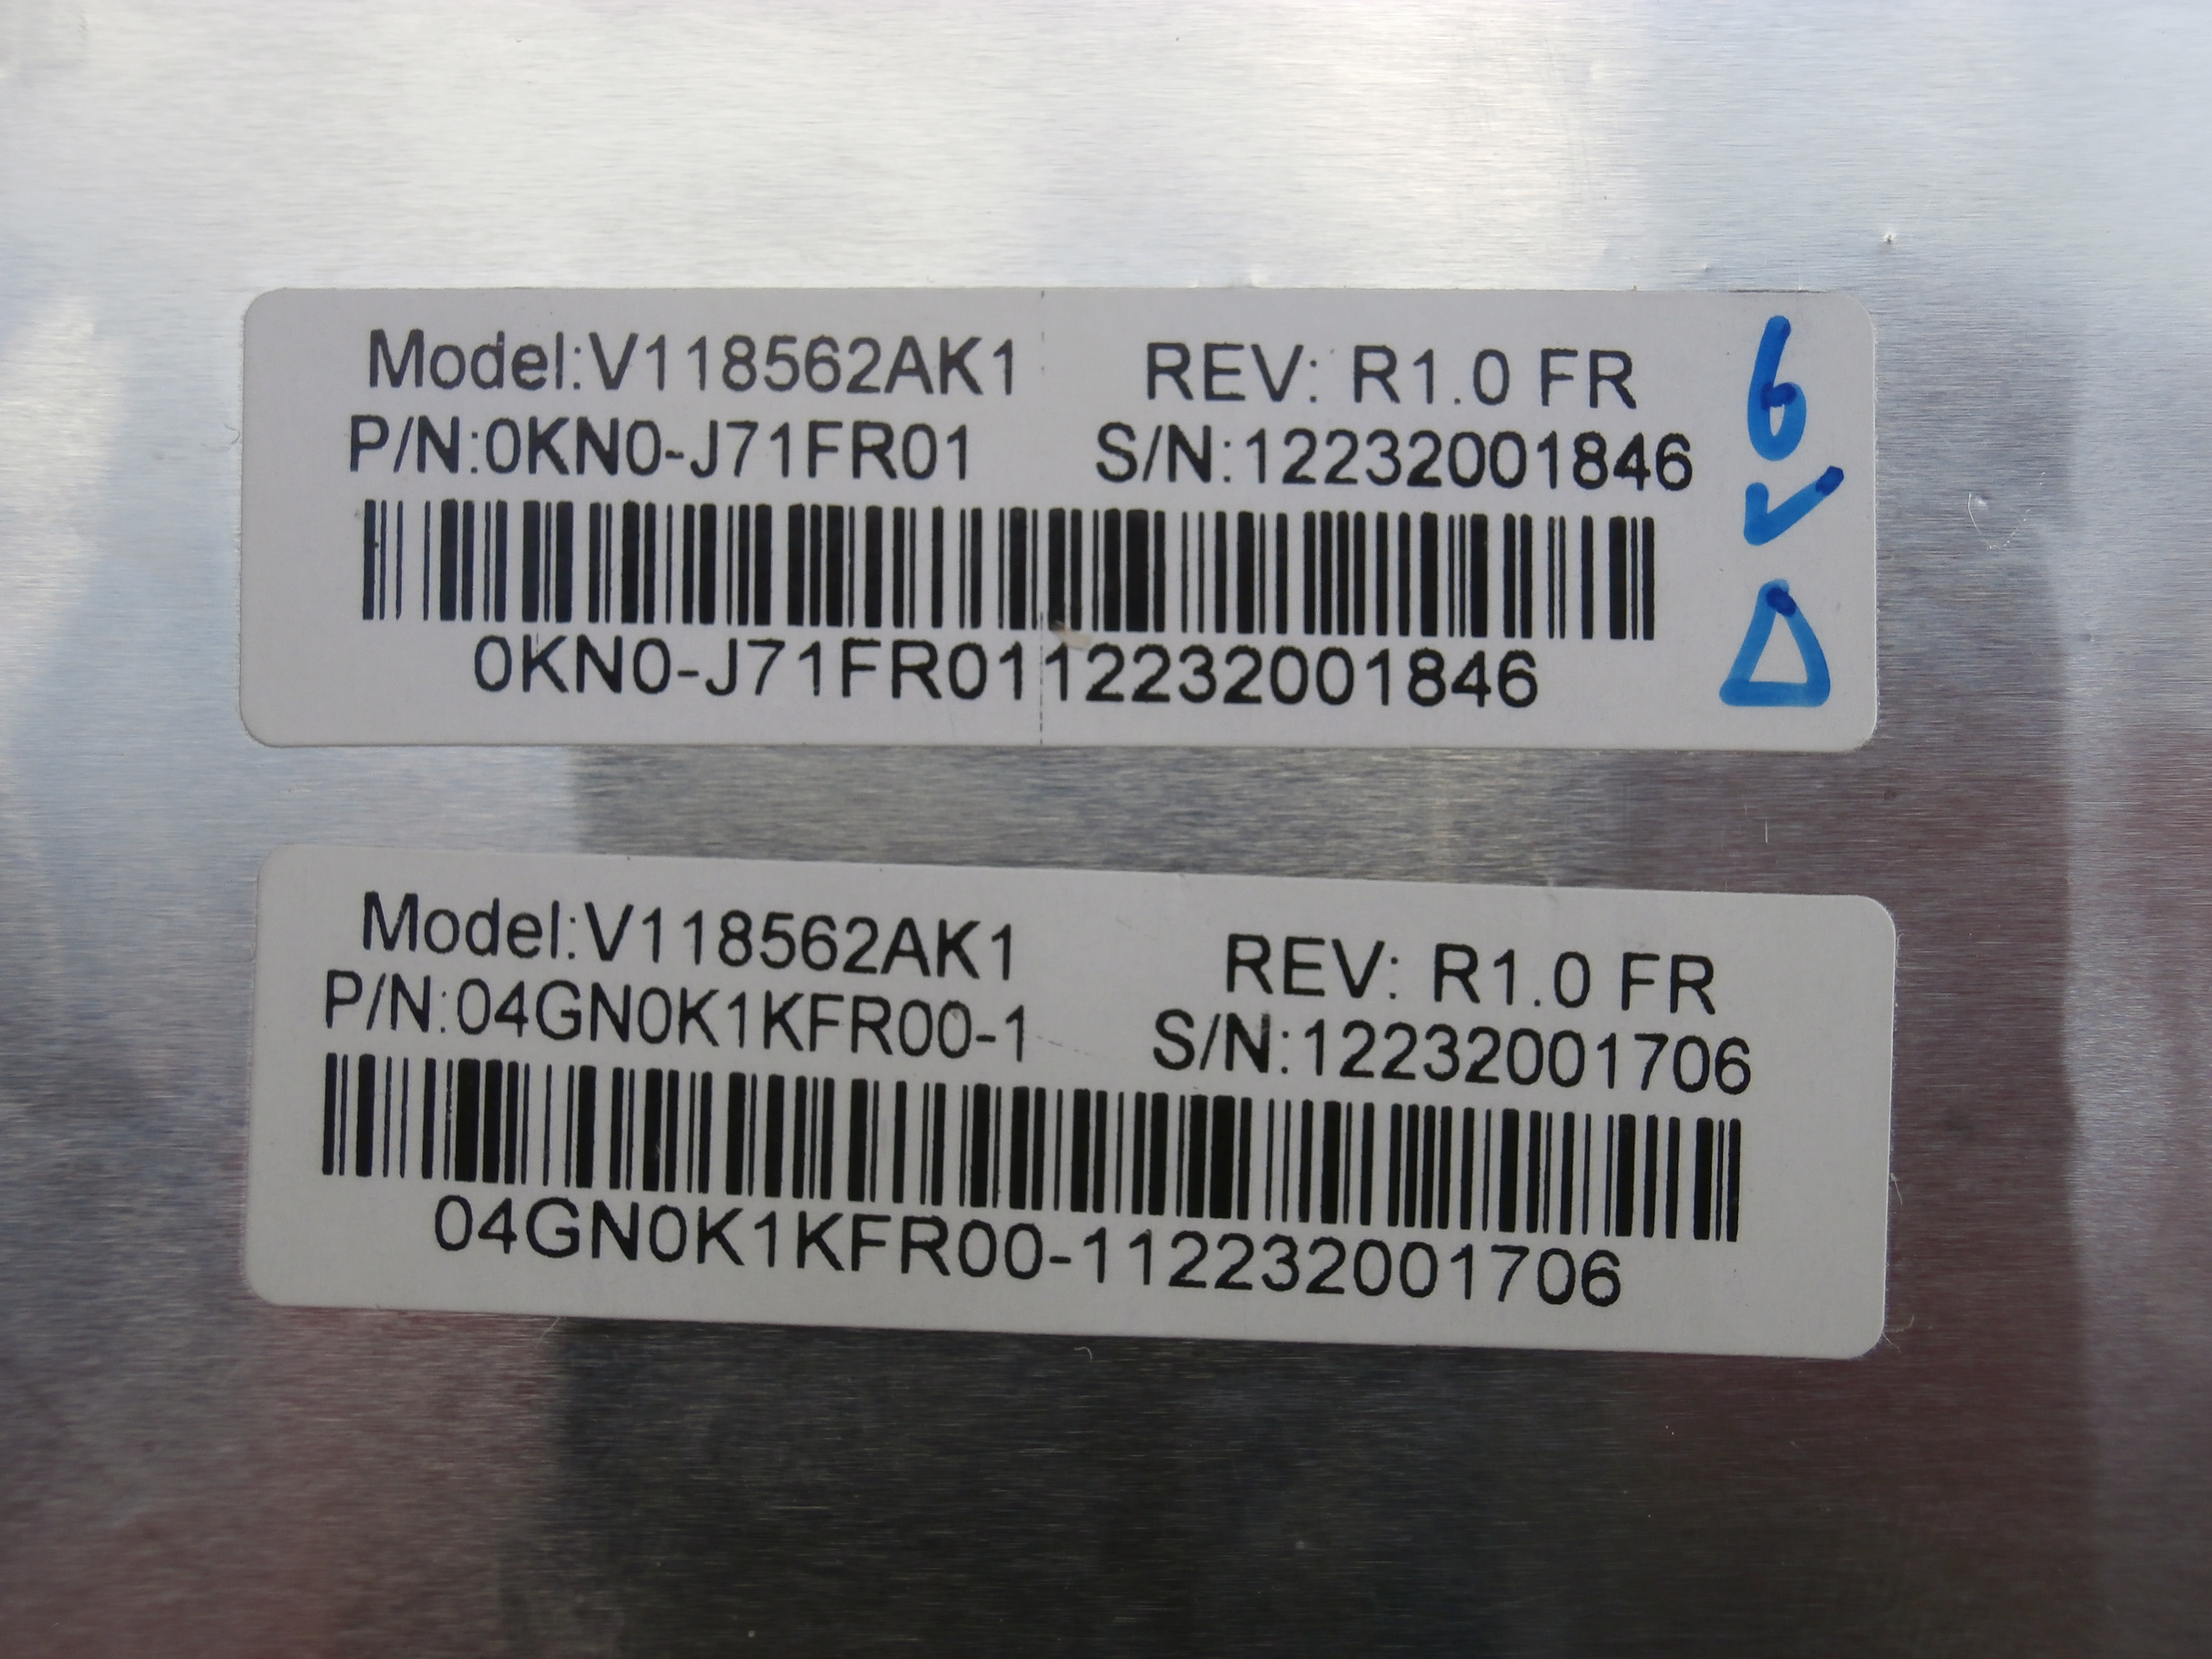 Model:V118562AK1 REV: R1.0 FR
P/N:0KN0-J71FR01 S/N:12232001846
0KN0-J71FR0112232001846
6
Model:V118562AK1 REV: R1.0 FR
P/N:04GN0K1KFR00-1 S/N:12232001706
04GN0K1KFR00-112232001706